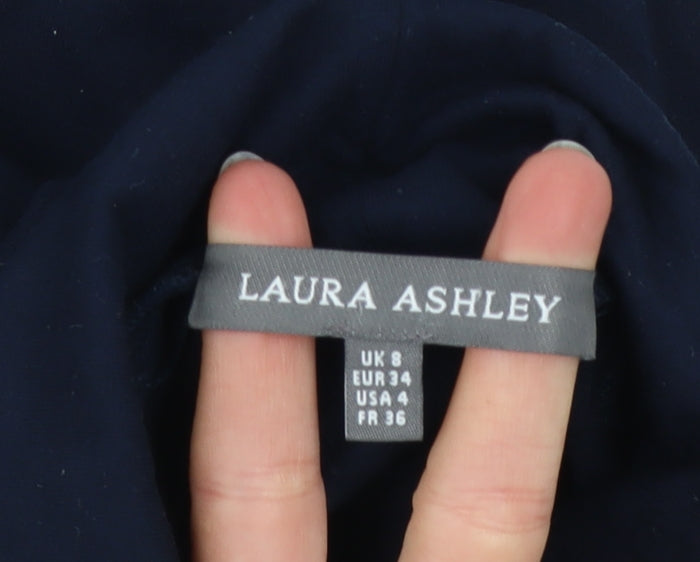 LAURA ASHLEY
UK 8
EUR 34
USA 4
FR 36